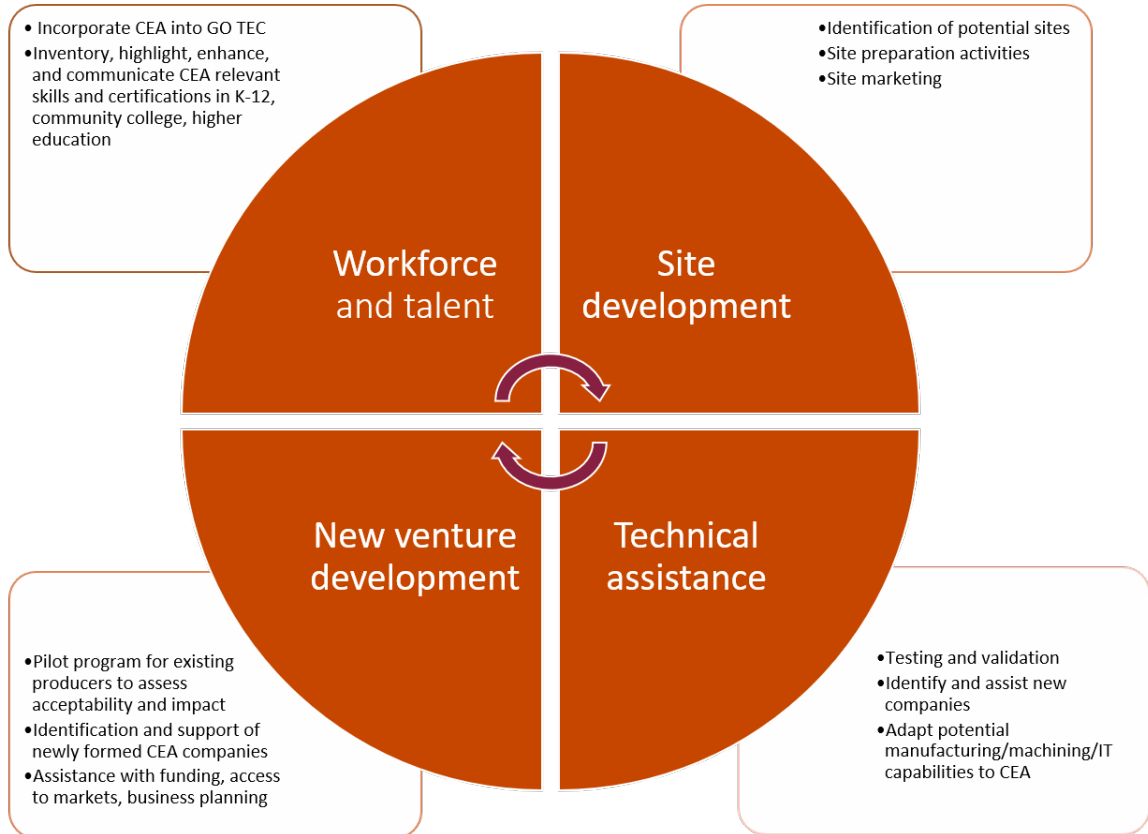 • Incorporate CEA into GO TEC
•Inventory, highlight, enhance,
and communicate CEA relevant
skills and certifications in K-12,
community college, higher
education
•Identification of potential sites
•Site preparation activities
•Site marketing
Workforce
and talent
Site
development
New venture
development
Technical
assistance
•Pilot program for existing
producers to assess
acceptability and impact
•Identification and support of
newly formed CEA companies
•Assistance with funding, access
to markets, business planning
•Testing and validation
•Identify and assist new
companies
•Adapt potential
manufacturing/machining/IT
capabilities to CEA